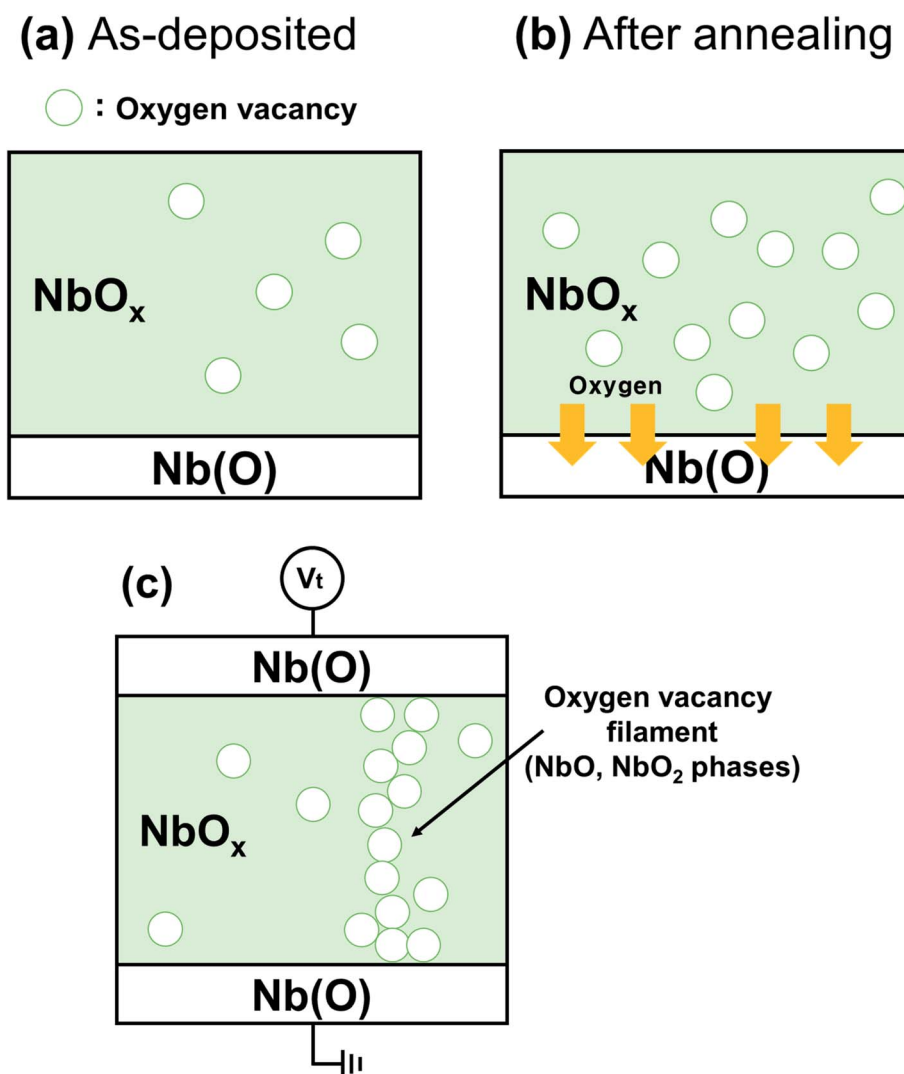 (a) As-deposited
(b) After annealing
: Oxygen vacancy
NbOₓ
Nb(O)
NbOₓ
Oxygen
Nb(O)
(c)
Vt
Nb(O)
Oxygen vacancy
filament
(NbO, NbO₂ phases)
NbOₓ
Nb(O)